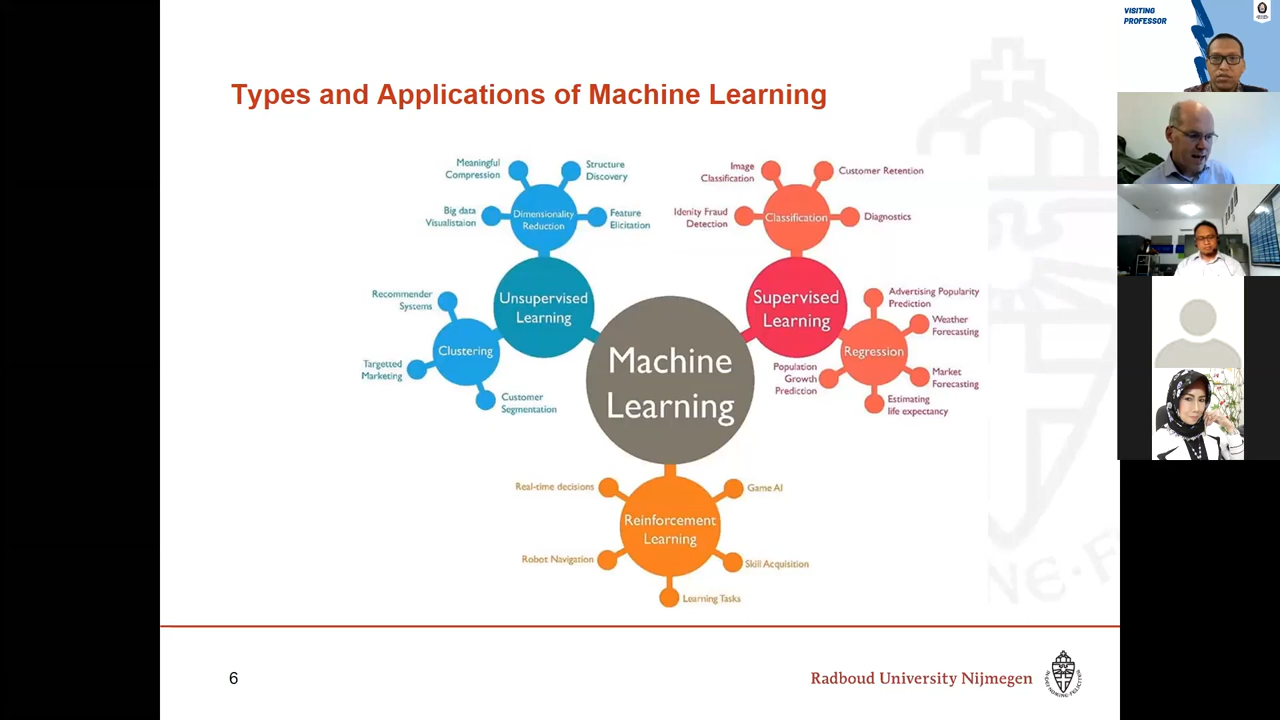 VISITING
PROFESSOR
Types and Applications of Machine Learning
Meaningful
Compression
Structure
Discovery
Big data
Visualistaion
Dimensionality
Reduction
Feature
Elicitation
Unsupervised
Learning
Recommender
Systems
Clustering
Targetted
Marketing
Customer
Segmentation
Machine
Learning
Image
Classification
Customer Retention
Idenity Fraud
Detection
Classification
Diagnostics
Supervised
Learning
Advertising Popularity
Prediction
Weather
Forecasting
Regression
Population
Growth
Prediction
Market
Forecasting
Estimating
life expectancy
Real-time decisions
Game AI
Reinforcement
Learning
Robot Navigation
Skill Acquisition
Learning Tasks
6
Radboud University Nijmegen